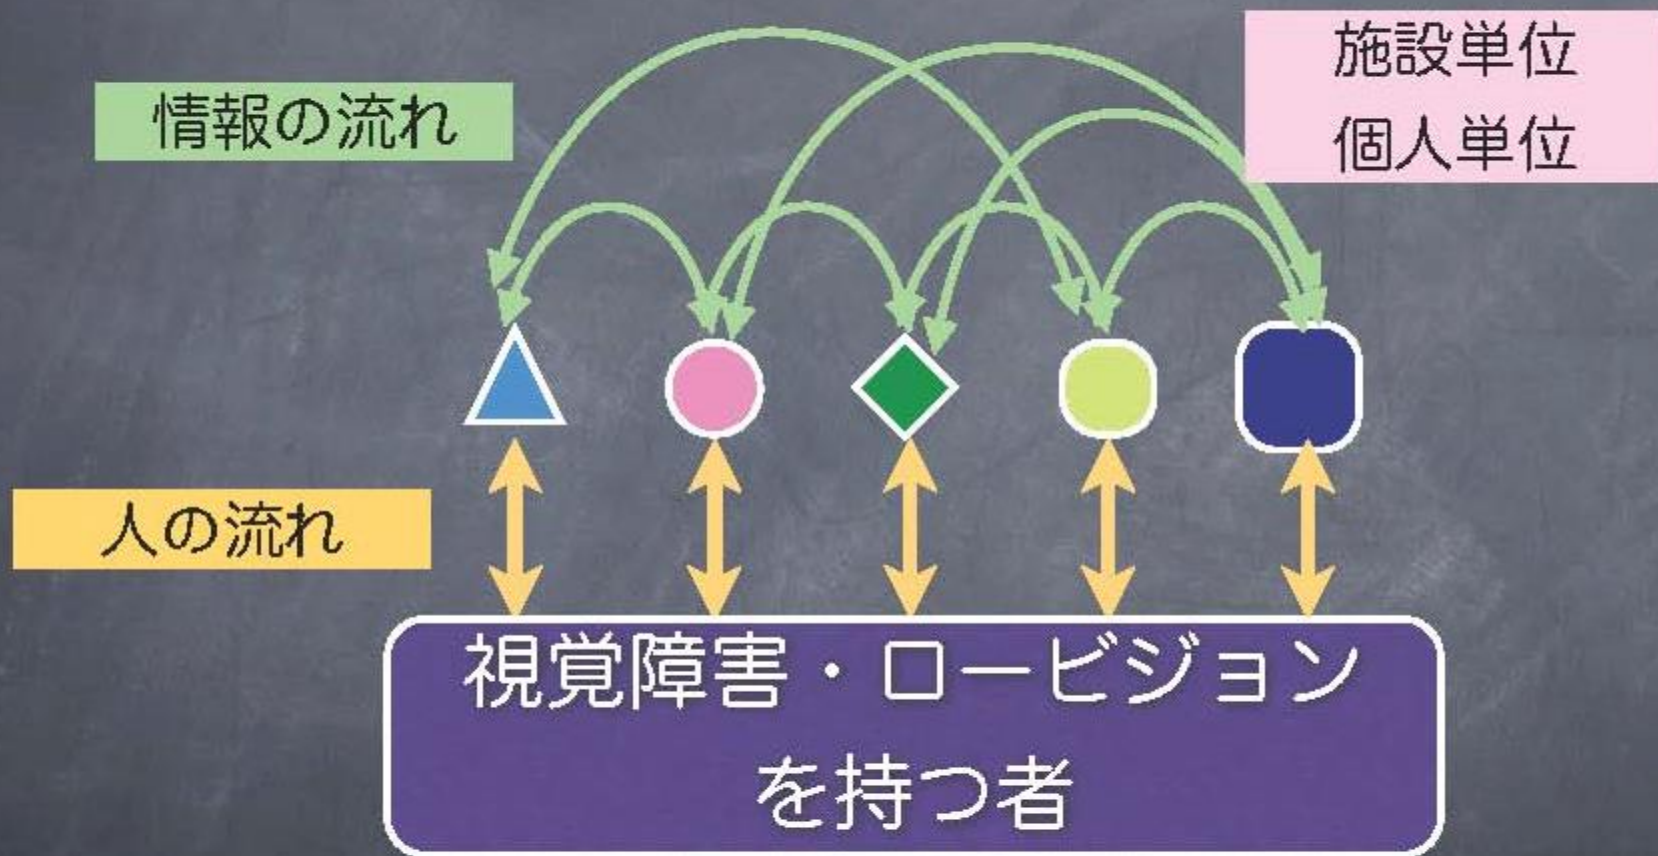 施設単位
個人単位
情報の流れ
人の流れ
視覚障害・ロービジョン
を持つ者